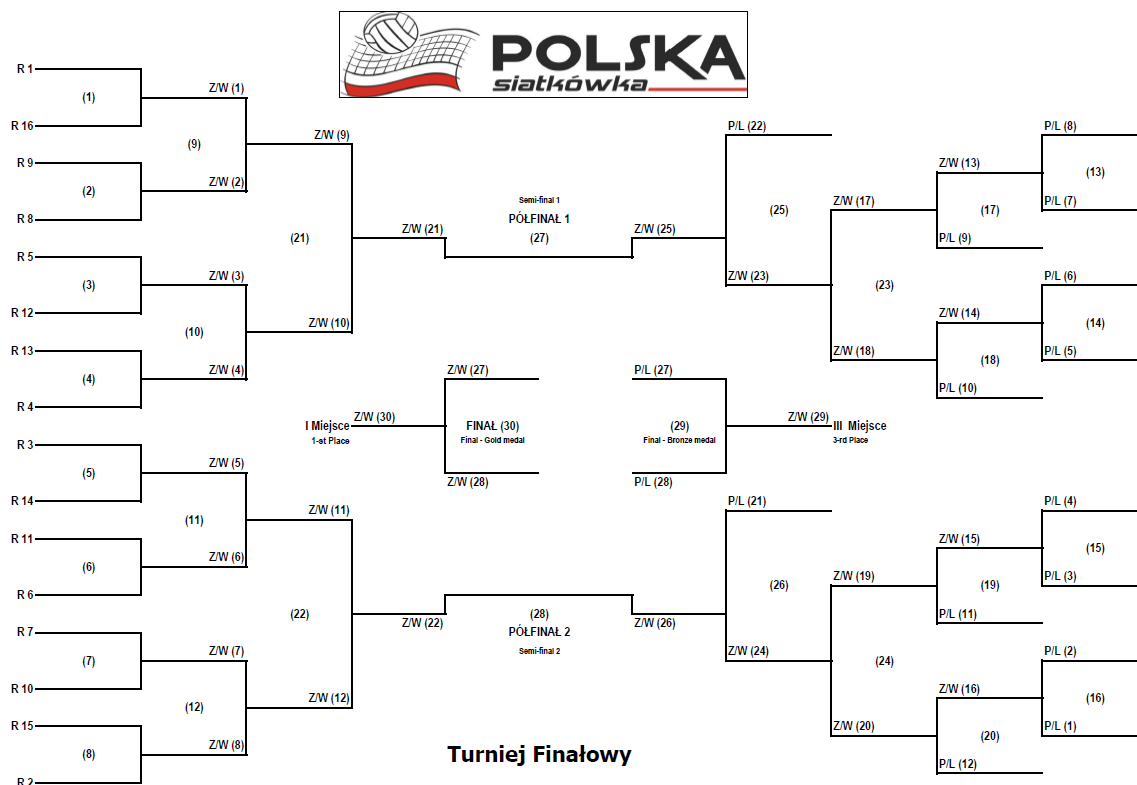 POLSKA
siatkówka
R 1
(1)
R 16
Z/W (1)
(9)
R 9
(2)
R 8
Z/W (2)
Z/W (9)
(21)
R 5
(3)
R 12
Z/W (3)
(10)
R 13
(4)
R 4
Z/W (4)
Z/W (10)
Z/W (21)
Semi-final 1
PÓŁFINAŁ 1
(27)
Z/W (25)
P/L (22)
(25)
Z/W (23)
Z/W (17)
(23)
Z/W (18)
Z/W (13)
(17)
P/L (9)
P/L (8)
(13)
P/L (7)
Z/W (14)
(18)
P/L (10)
P/L (6)
(14)
P/L (5)
I Miejsce
1-st Place
Z/W (30)
Z/W (27)
FINAŁ (30)
Final - Gold medal
Z/W (28)
P/L (27)
(29)
Final - Bronze medal
P/L (28)
Z/W (29)
III Miejsce
3-rd Place
R 3
(5)
R 14
Z/W (5)
(11)
R 11
(6)
R 6
Z/W (6)
Z/W (11)
(22)
R 7
(7)
R 10
Z/W (7)
(12)
R 15
(8)
R 2
Z/W (8)
Z/W (12)
Z/W (22)
(28)
PÓŁFINAŁ 2
Semi-final 2
Z/W (26)
P/L (21)
(26)
Z/W (24)
Z/W (19)
(24)
Z/W (20)
Z/W (15)
(19)
P/L (11)
P/L (4)
(15)
P/L (3)
Z/W (16)
(20)
P/L (12)
P/L (2)
(16)
P/L (1)
Turniej Finałowy